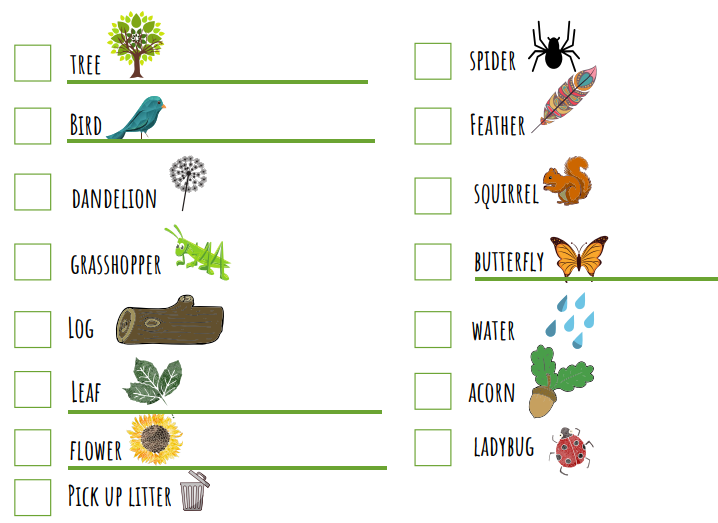 TREE
BIRD
DANDELION
GRASSHOPPER
LOG
LEAF
FLOWER
PICK UP LITTER
SPIDER
FEATHER
SQUIRREL
BUTTERFLY
WATER
ACORN
LADYBUG